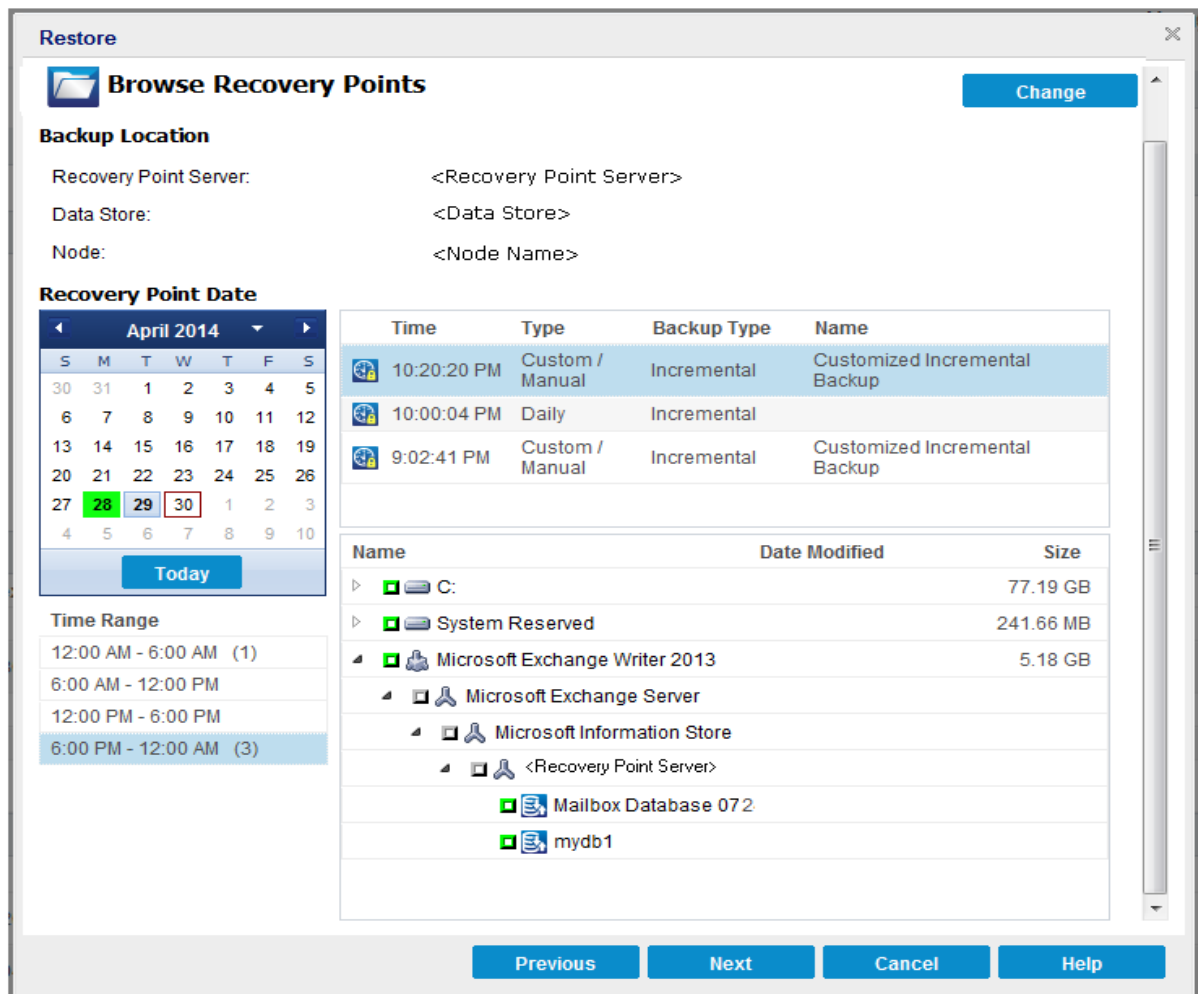 Restore
Browse Recovery Points
Change
Backup Location
Recovery Point Server: <Recovery Point Server>
Data Store: <Data Store>
Node: <Node Name>
Recovery Point Date
April 2014
S M T W T F S
30 31 1 2 3 4 5
6 7 8 9 10 11 12
13 14 15 16 17 18 19
20 21 22 23 24 25 26
27 28 29 30 1 2 3
4 5 6 7 8 9 10
Today
Time Range
12:00 AM - 6:00 AM (1)
6:00 AM - 12:00 PM
12:00 PM - 6:00 PM
6:00 PM - 12:00 AM (3)
Time Type Backup Type Name
10:20:20 PM Custom / Manual Incremental Customized Incremental Backup
10:00:04 PM Daily Incremental
9:02:41 PM Custom / Manual Incremental Customized Incremental Backup
Name Date Modified Size
C: 77.19 GB
System Reserved 241.66 MB
Microsoft Exchange Writer 2013 5.18 GB
Microsoft Exchange Server
Microsoft Information Store
<Recovery Point Server>
Mailbox Database 072
mydb1
Previous Next Cancel Help